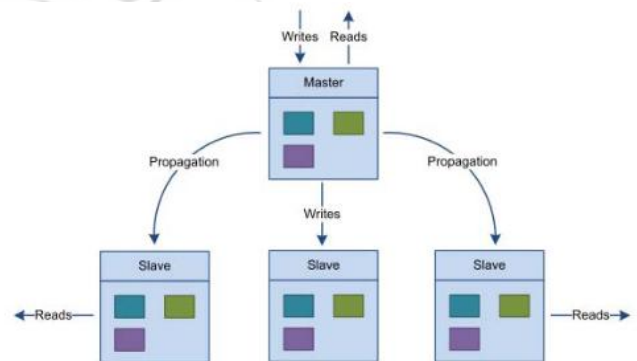 Writes Reads
Master
Propagation
Propagation
Writes
Slave
Slave
Slave
Reads
Reads